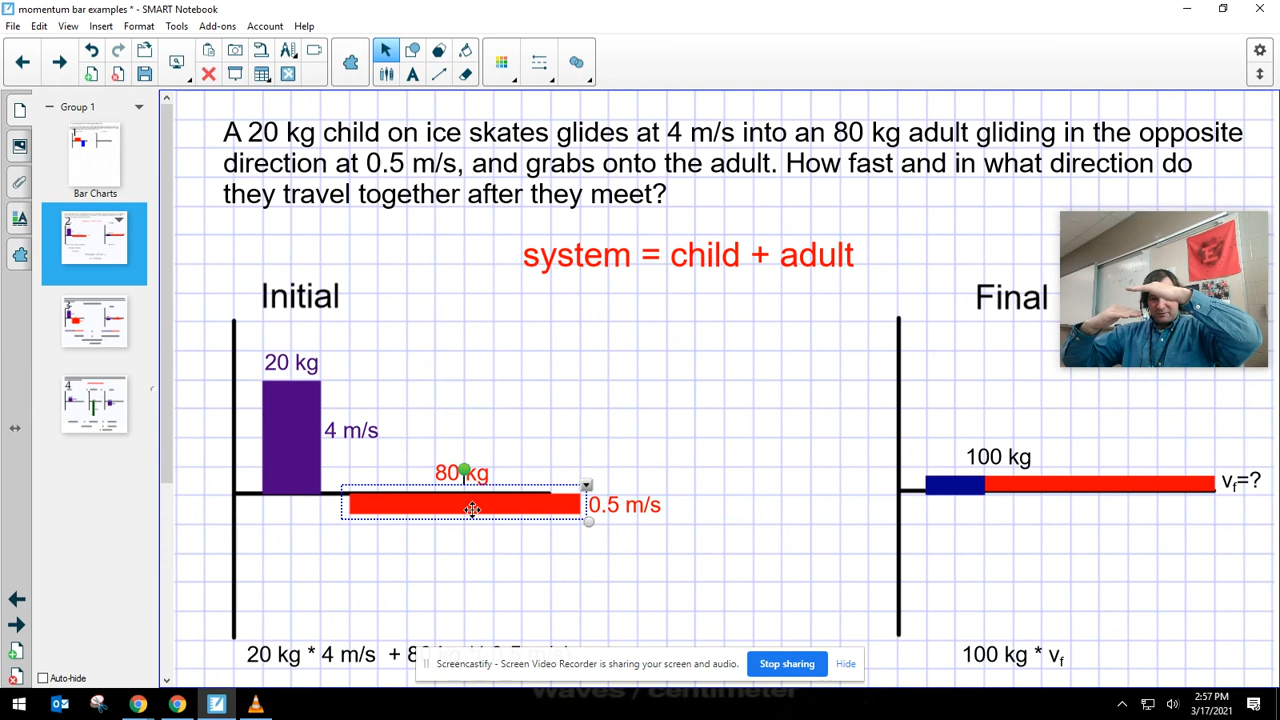 momentum bar examples * - SMART Notebook
File Edit View Insert Format Tools Add-ons Account Help
Group 1
Bar Charts
2
3
4
A 20 kg child on ice skates glides at 4 m/s into an 80 kg adult gliding in the opposite
direction at 0.5 m/s, and grabs onto the adult. How fast and in what direction do
they travel together after they meet?
system = child + adult
Initial
Final
20 kg
4 m/s
80 kg
0.5 m/s
100 kg
vf=?
20 kg * 4 m/s + 8
100 kg * vf
Screencastify - Screen Video Recorder is sharing your screen and audio.
Stop sharing
Hide
Auto-hide
waves / centimeter
2:57 PM
3/17/2021